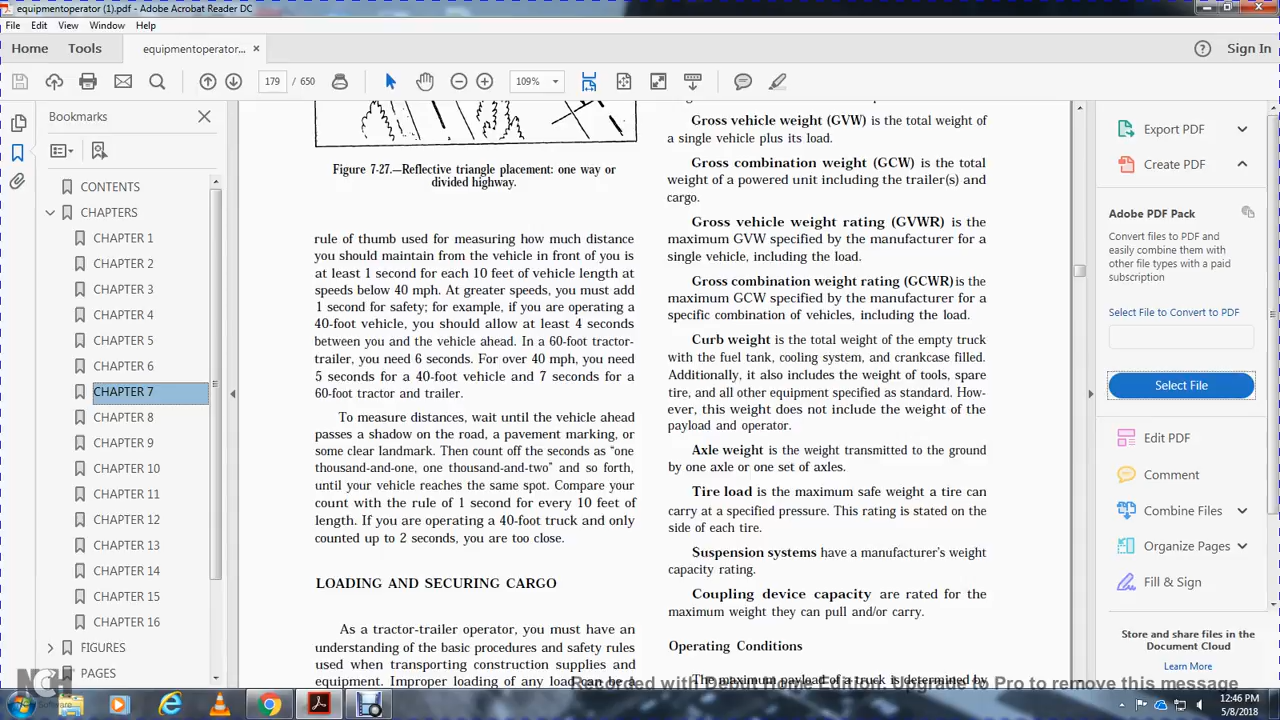 equipmentoperator (1).pdf - Adobe Acrobat Reader DC
File Edit View Window Help
Home Tools equipmentoperator... Sign In
179 / 650 109%
Bookmarks
CONTENTS
CHAPTERS
CHAPTER 1
CHAPTER 2
CHAPTER 3
CHAPTER 4
CHAPTER 5
CHAPTER 6
CHAPTER 7
CHAPTER 8
CHAPTER 9
CHAPTER 10
CHAPTER 11
CHAPTER 12
CHAPTER 13
CHAPTER 14
CHAPTER 15
CHAPTER 16
FIGURES
PAGES
Figure 7-27.—Reflective triangle placement: one way or
divided highway.
rule of thumb used for measuring how much distance
you should maintain from the vehicle in front of you is
at least 1 second for each 10 feet of vehicle length at
speeds below 40 mph. At greater speeds, you must add
1 second for safety; for example, if you are operating a
40-foot vehicle, you should allow at least 4 seconds
between you and the vehicle ahead. In a 60-foot tractor-
trailer, you need 6 seconds. For over 40 mph, you need
5 seconds for a 40-foot vehicle and 7 seconds for a
60-foot tractor and trailer.
To measure distances, wait until the vehicle ahead
passes a shadow on the road, a pavement marking, or
some clear landmark. Then count off the seconds as “one
thousand-and-one, one thousand-and-two” and so forth,
until your vehicle reaches the same spot. Compare your
count with the rule of 1 second for every 10 feet of
length. If you are operating a 40-foot truck and only
counted up to 2 seconds, you are too close.
LOADING AND SECURING CARGO
As a tractor-trailer operator, you must have an
understanding of the basic procedures and safety rules
used when transporting construction supplies and
equipment. Improper loading of any load can be a
Gross vehicle weight (GVW) is the total weight of
a single vehicle plus its load.
Gross combination weight (GCW) is the total
weight of a powered unit including the trailer(s) and
cargo.
Gross vehicle weight rating (GVWR) is the
maximum GVW specified by the manufacturer for a
single vehicle, including the load.
Gross combination weight rating (GCWR) is the
maximum GCW specified by the manufacturer for a
specific combination of vehicles, including the load.
Curb weight is the total weight of the empty truck
with the fuel tank, cooling system, and crankcase filled.
Additionally, it also includes the weight of tools, spare
tire, and all other equipment specified as standard. How-
ever, this weight does not include the weight of the
payload and operator.
Axle weight is the weight transmitted to the ground
by one axle or one set of axles.
Tire load is the maximum safe weight a tire can
carry at a specified pressure. This rating is stated on the
side of each tire.
Suspension systems have a manufacturer’s weight
capacity rating.
Coupling device capacity are rated for the
maximum weight they can pull and/or carry.
Operating Conditions
The maximum payload of a truck is determined by
Export PDF
Create PDF
Adobe PDF Pack
Convert files to PDF and
easily combine them with
other file types with a paid
subscription
Select File to Convert to PDF
Select File
Edit PDF
Comment
Combine Files
Organize Pages
Fill & Sign
Store and share files in the
Document Cloud
Learn More
Recorded with Debut Home Edition. Upgrade to Pro to remove this message
NCH
Software
12:46 PM
5/8/2018